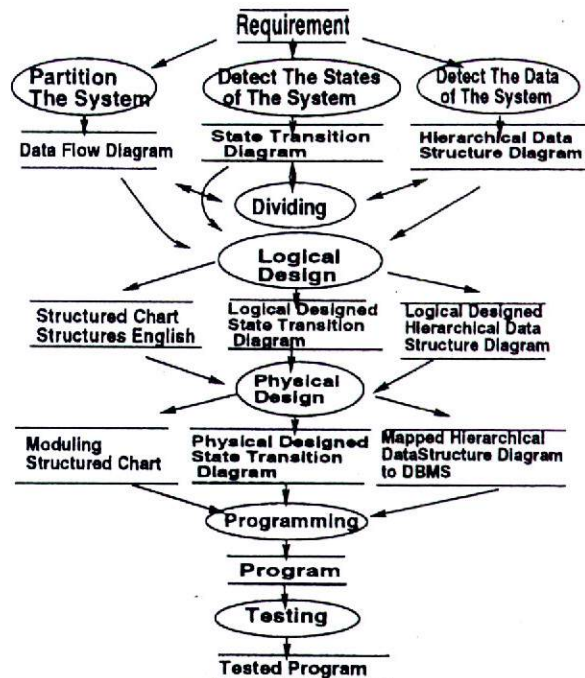 Requirement
Partition
The System
Detect The States
of The System
Detect The Data
of The System
Data Flow Diagram
State Transition
Diagram
Hierarchical Data
Structure Diagram
Dividing
Logical
Design
Structured Chart
Structures English
Logical Designed
State Transition
Diagram
Logical Designed
Hierarchical Data
Structure Diagram
Physical
Design
Moduling
Structured Chart
Physical Designed
State Transition
Diagram
Mapped Hierarchical
DataStructure Diagram
to DBMS
Programming
Program
Testing
Tested Program